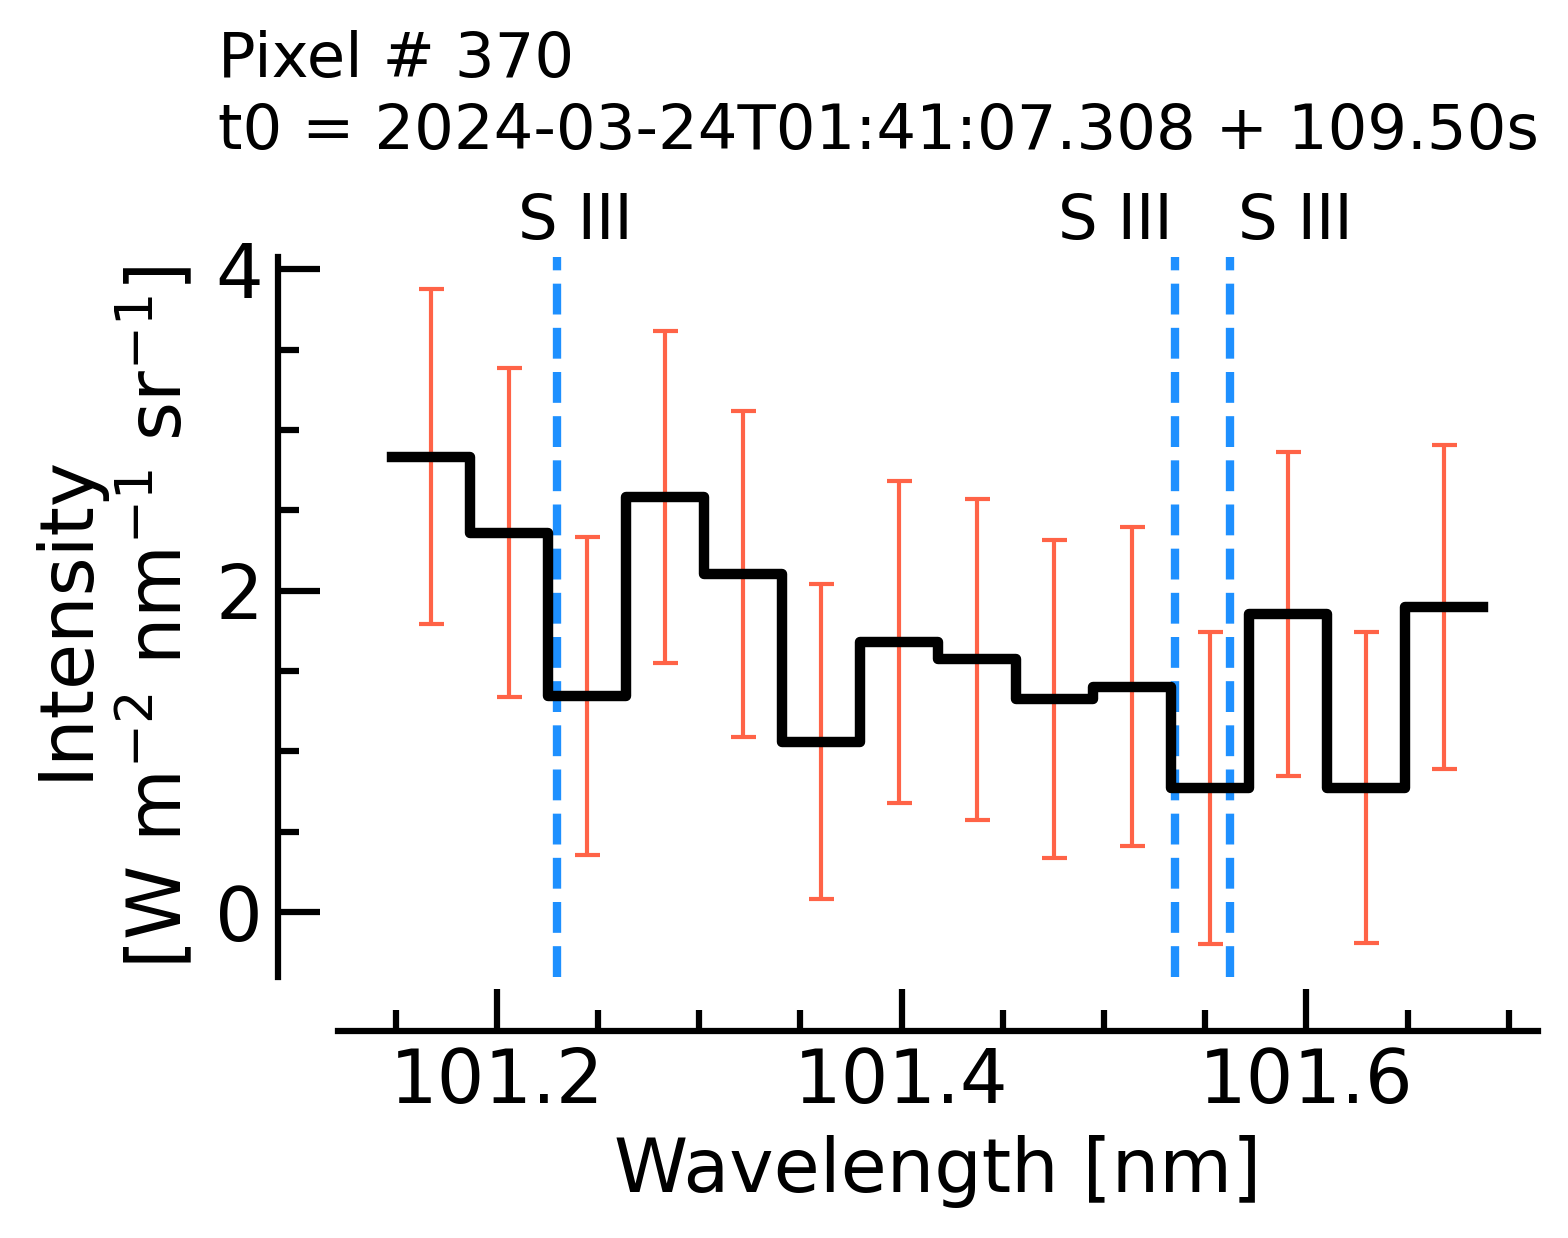 Pixel # 370
t0 = 2024-03-24T01:41:07.308 + 109.50s
S III S III S III
Intensity
[W m⁻² nm⁻¹ sr⁻¹]
4
2
0
101.2 101.4 101.6
Wavelength [nm]